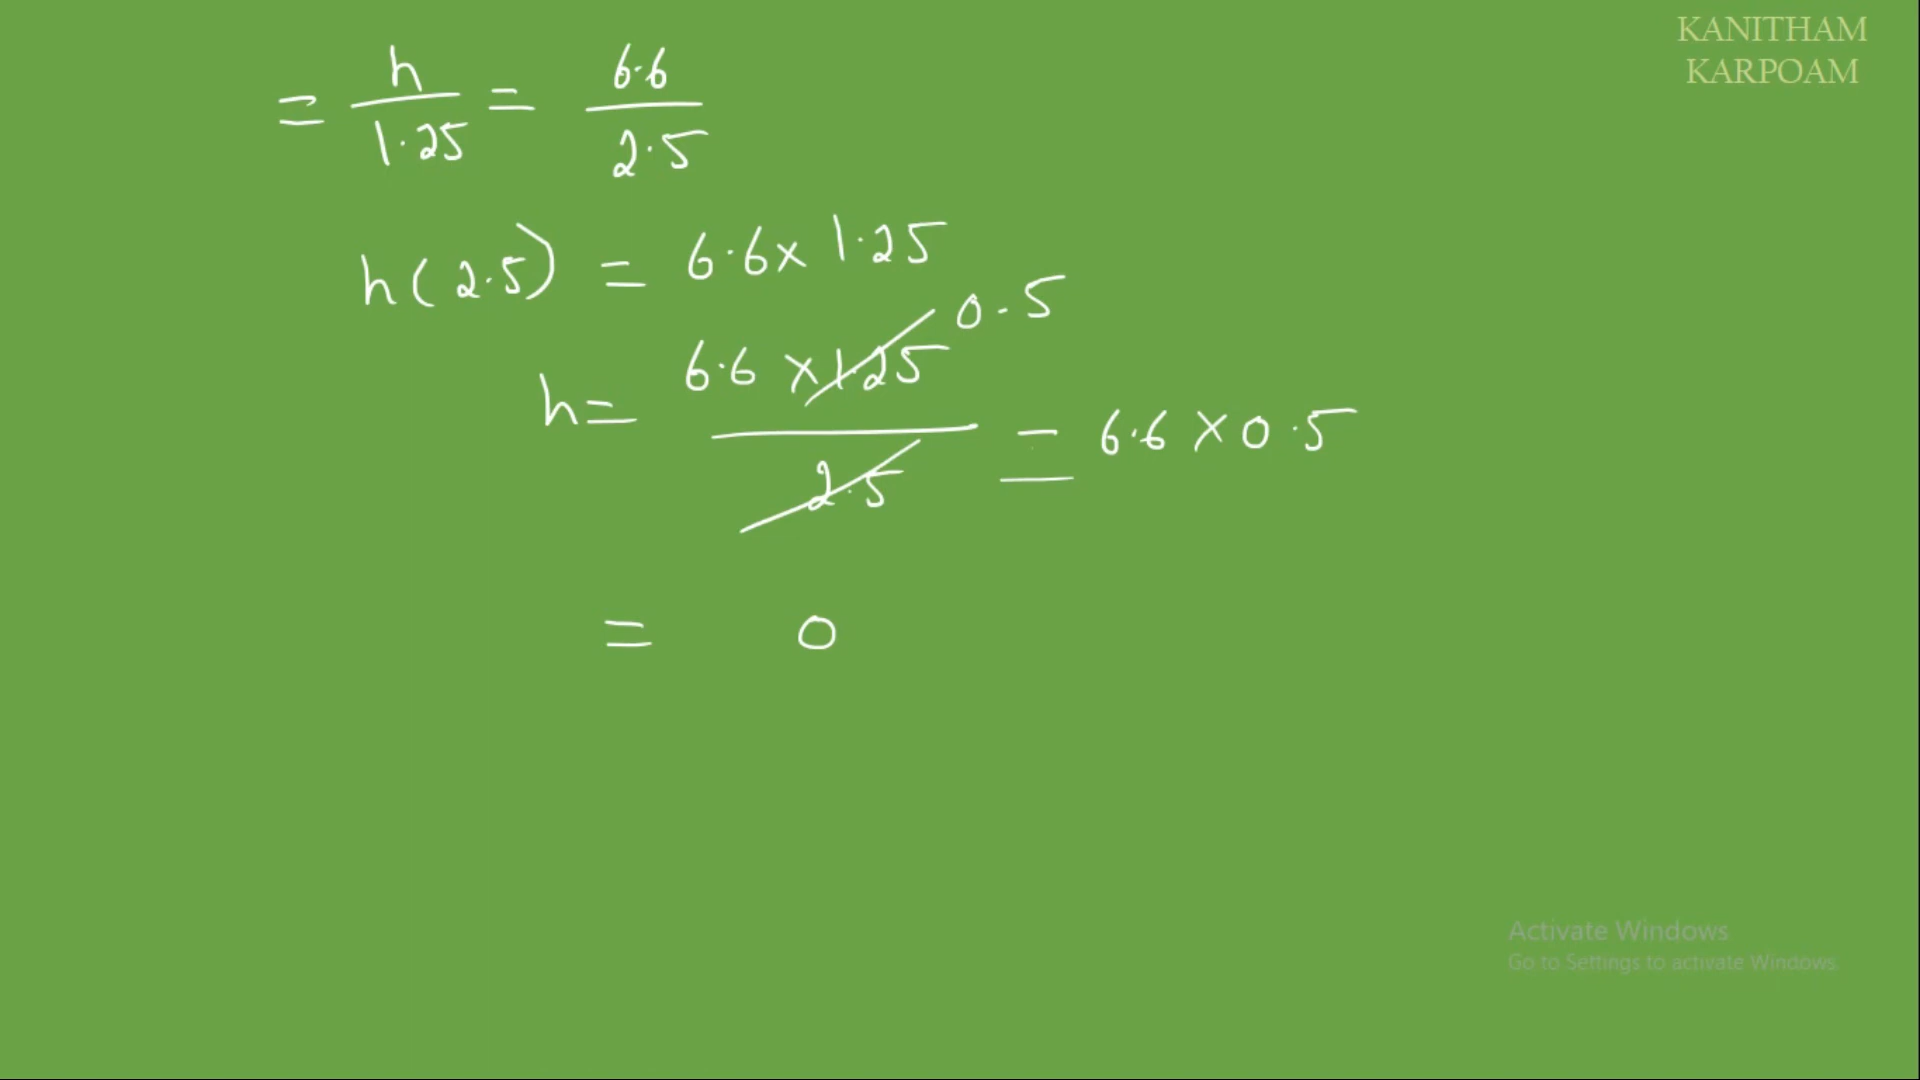 KANITHAM
KARPOAM
= h/1.25 = 6.6/2.5
h(2.5) = 6.6 x 1.25
h = 6.6 x 1.25 0.5 / 2.5 = 6.6 x 0.5
= 0
Activate Windows
Go to Settings to activate Windows